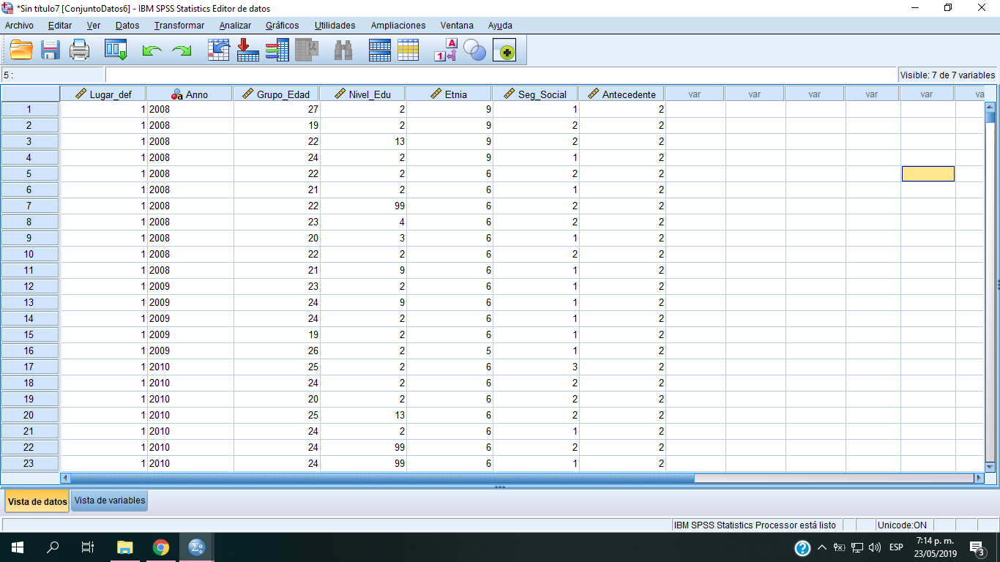 *Sin título7 [ConjuntoDatos6] - IBM SPSS Statistics Editor de datos
Archivo Editar Ver Datos Transformar Analizar Gráficos Utilidades Ampliaciones Ventana Ayuda
5 : Visible: 7 de 7 variables
Lugar_def Anno Grupo_Edad Nivel_Edu Etnia Seg_Social Antecedente var var var var var va
1 1 2008 27 2 9 1 2
2 1 2008 19 2 9 2 2
3 1 2008 22 13 9 2 2
4 1 2008 24 2 9 1 2
5 1 2008 22 2 6 2 2
6 1 2008 21 2 6 1 2
7 1 2008 22 99 6 2 2
8 1 2008 23 4 6 2 2
9 1 2008 20 3 6 1 2
10 1 2008 22 2 6 2 2
11 1 2008 21 9 6 1 2
12 1 2009 23 2 6 1 2
13 1 2009 24 9 6 1 2
14 1 2009 24 2 6 1 2
15 1 2009 19 2 6 1 2
16 1 2009 26 2 5 1 2
17 1 2010 25 2 6 3 2
18 1 2010 24 2 6 2 2
19 1 2010 20 2 6 2 2
20 1 2010 25 13 6 2 2
21 1 2010 24 2 6 1 2
22 1 2010 24 99 6 2 2
23 1 2010 24 99 6 1 2
Vista de datos Vista de variables
IBM SPSS Statistics Processor está listo Unicode:ON
ESP 7:14 p. m.
23/05/2019 3